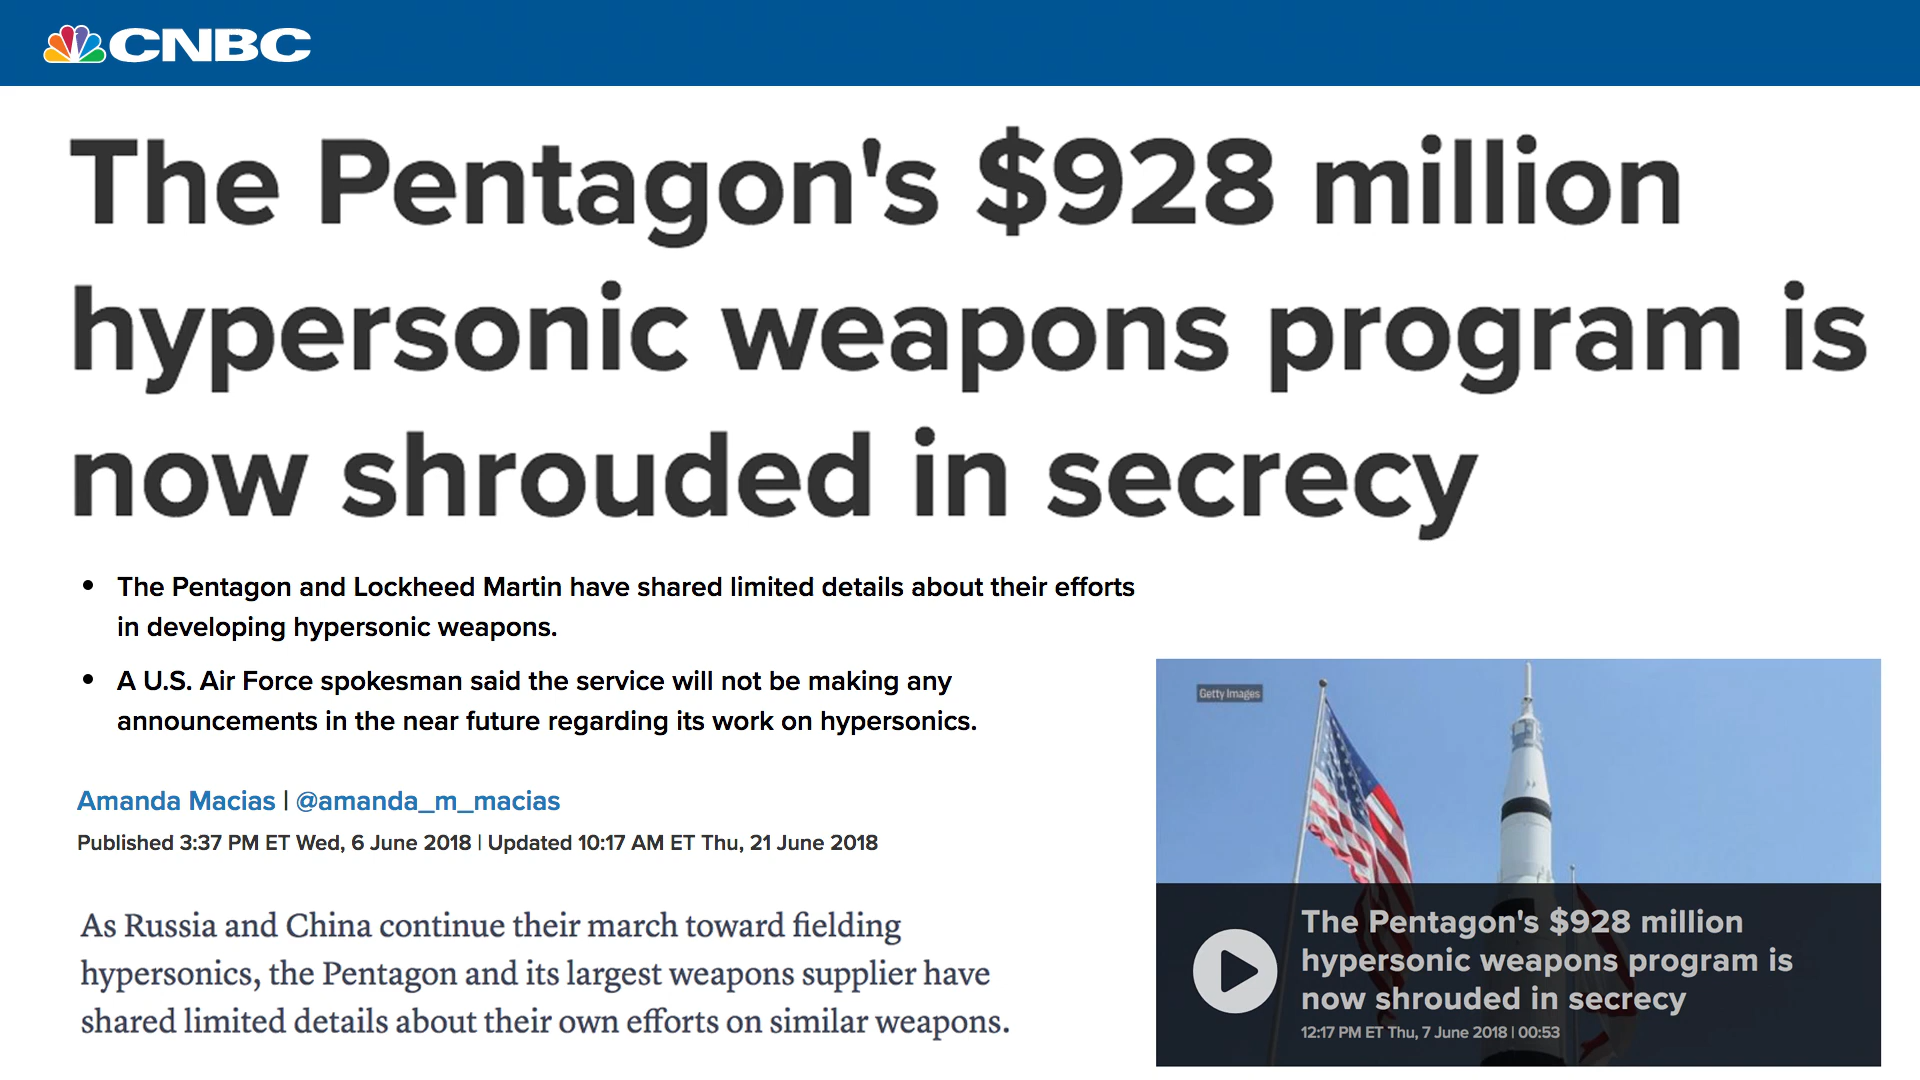 CNBC
The Pentagon's $928 million
hypersonic weapons program is
now shrouded in secrecy
• The Pentagon and Lockheed Martin have shared limited details about their efforts
in developing hypersonic weapons.
• A U.S. Air Force spokesman said the service will not be making any
announcements in the near future regarding its work on hypersonics.
Amanda Macias | @amanda_m_macias
Published 3:37 PM ET Wed, 6 June 2018 | Updated 10:17 AM ET Thu, 21 June 2018
As Russia and China continue their march toward fielding
hypersonics, the Pentagon and its largest weapons supplier have
shared limited details about their own efforts on similar weapons.
Getty Images
The Pentagon's $928 million
hypersonic weapons program is
now shrouded in secrecy
12:17 PM ET Thu, 7 June 2018 | 00:53